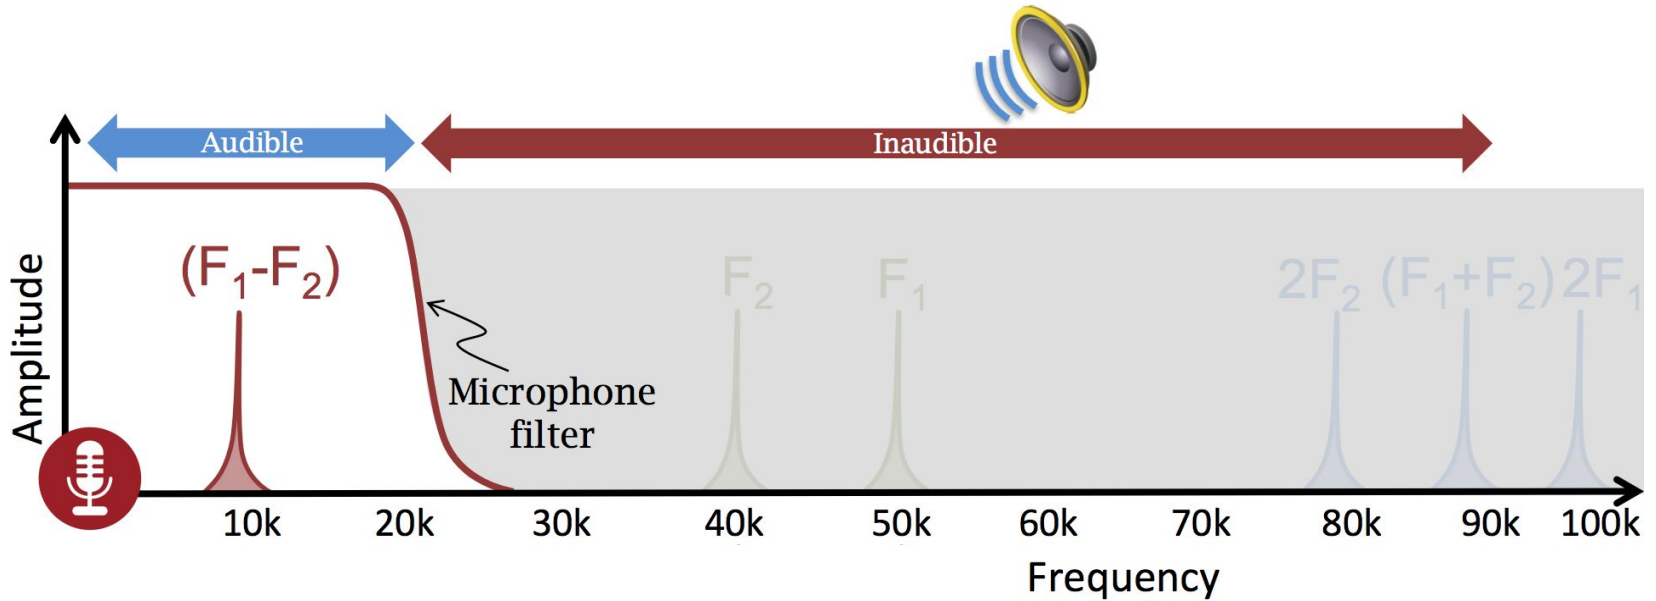 Audible
Inaudible
Amplitude
(F₁-F₂)
F₂
F₁
2F₂ (F₁+F₂) 2F₁
Microphone
filter
10k 20k 30k 40k 50k 60k 70k 80k 90k 100k
Frequency